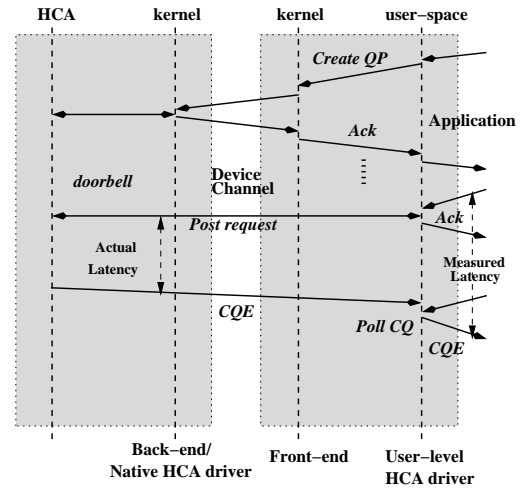 HCA kernel kernel user-space
Create QP
Ack
Application
doorbell
Device
Channel
Post request
Ack
Actual
Latency
Measured
Latency
CQE
Poll CQ
CQE
Back-end/
Native HCA driver
Front-end
User-level
HCA driver